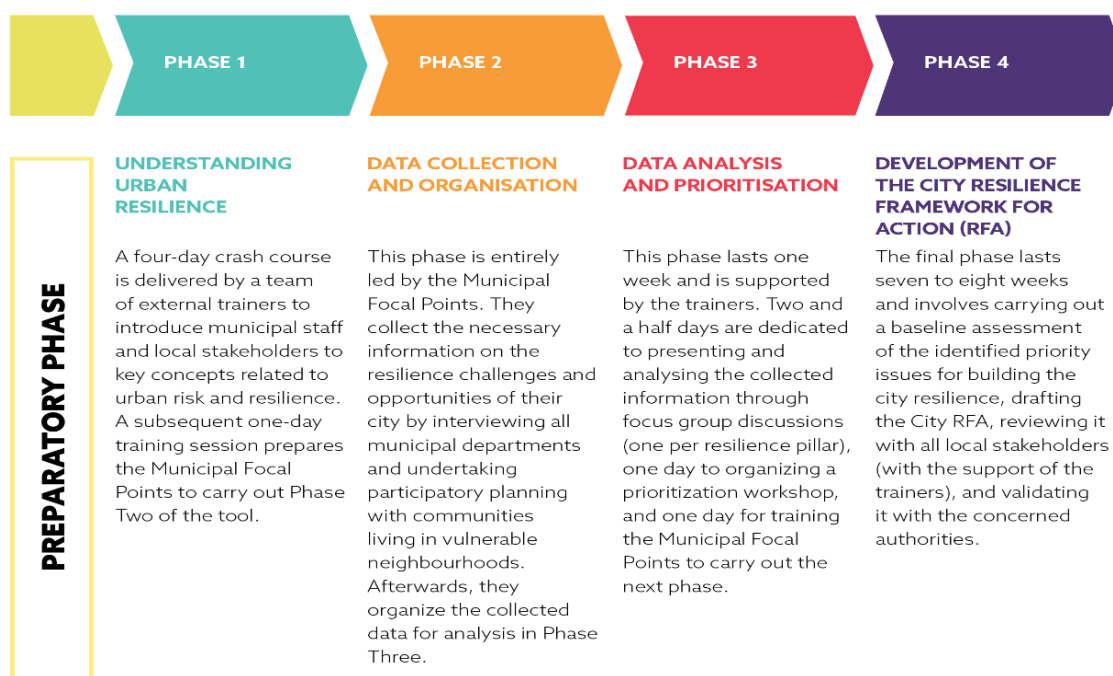 PHASE 1
PHASE 2
PHASE 3
PHASE 4
PREPARATORY PHASE
UNDERSTANDING
URBAN
RESILIENCE
A four-day crash course
is delivered by a team
of external trainers to
introduce municipal staff
and local stakeholders to
key concepts related to
urban risk and resilience.
A subsequent one-day
training session prepares
the Municipal Focal
Points to carry out Phase
Two of the tool.
DATA COLLECTION
AND ORGANISATION
This phase is entirely
led by the Municipal
Focal Points. They
collect the necessary
information on the
resilience challenges and
opportunities of their
city by interviewing all
municipal departments
and undertaking
participatory planning
with communities
living in vulnerable
neighbourhoods.
Afterwards, they
organize the collected
data for analysis in Phase
Three.
DATA ANALYSIS
AND PRIORITISATION
This phase lasts one
week and is supported
by the trainers. Two and
a half days are dedicated
to presenting and
analysing the collected
information through
focus group discussions
(one per resilience pillar),
one day to organizing a
prioritization workshop,
and one day for training
the Municipal Focal
Points to carry out the
next phase.
DEVELOPMENT OF
THE CITY RESILIENCE
FRAMEWORK FOR
ACTION (RFA)
The final phase lasts
seven to eight weeks
and involves carrying out
a baseline assessment
of the identified priority
issues for building the
city resilience, drafting
the City RFA, reviewing it
with all local stakeholders
(with the support of the
trainers), and validating
it with the concerned
authorities.